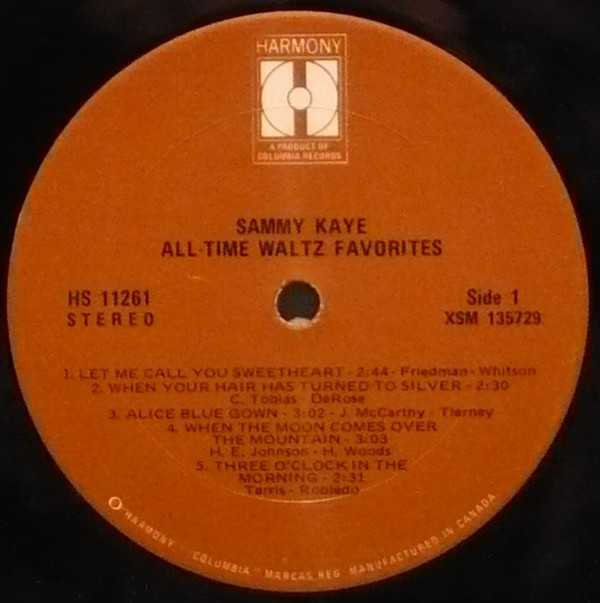 HARMONY
A PRODUCT OF
COLUMBIA RECORDS
SAMMY KAYE
ALL-TIME WALTZ FAVORITES
HS 11261
STEREO
Side 1
XSM 135729
1. LET ME CALL YOU SWEETHEART - 2:44 - Friedman - Whitson
2. WHEN YOUR HAIR HAS TURNED TO SILVER - 2:30
C. Tobias - DeRose
3. ALICE BLUE GOWN - 3:02 - J. McCarthy - Tierney
4. WHEN THE MOON COMES OVER
THE MOUNTAIN - 3:03
H. E. Johnson - H. Woods
5. THREE O'CLOCK IN THE
MORNING - 2:31
Terris - Robledo
"HARMONY" "COLUMBIA," MARCAS REG. MANUFACTURED IN CANADA